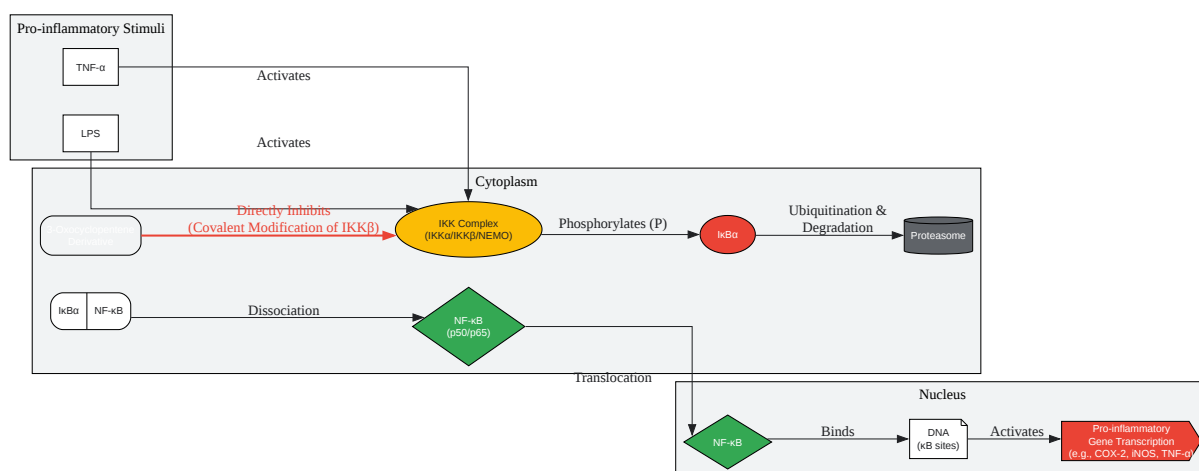 Pro-inflammatory Stimuli
TNF-α
Activates
LPS
Activates
Cytoplasm
Directly Inhibits
(Covalent Modification of IKKβ)
Derivative
IKK Complex
(IKKα/IKKβ/NEMO)
Phosphorylates (P)
IκBα
Ubiquitination &
Degradation
Proteasome
IκBα
NF-κB
Dissociation
NF-κB
(p50/p65)
Translocation
Nucleus
NF-κB
Binds
DNA
(κB sites)
Activates
Pro-inflammatory
Gene Transcription
(e.g., COX-2, iNOS, TNF-α)